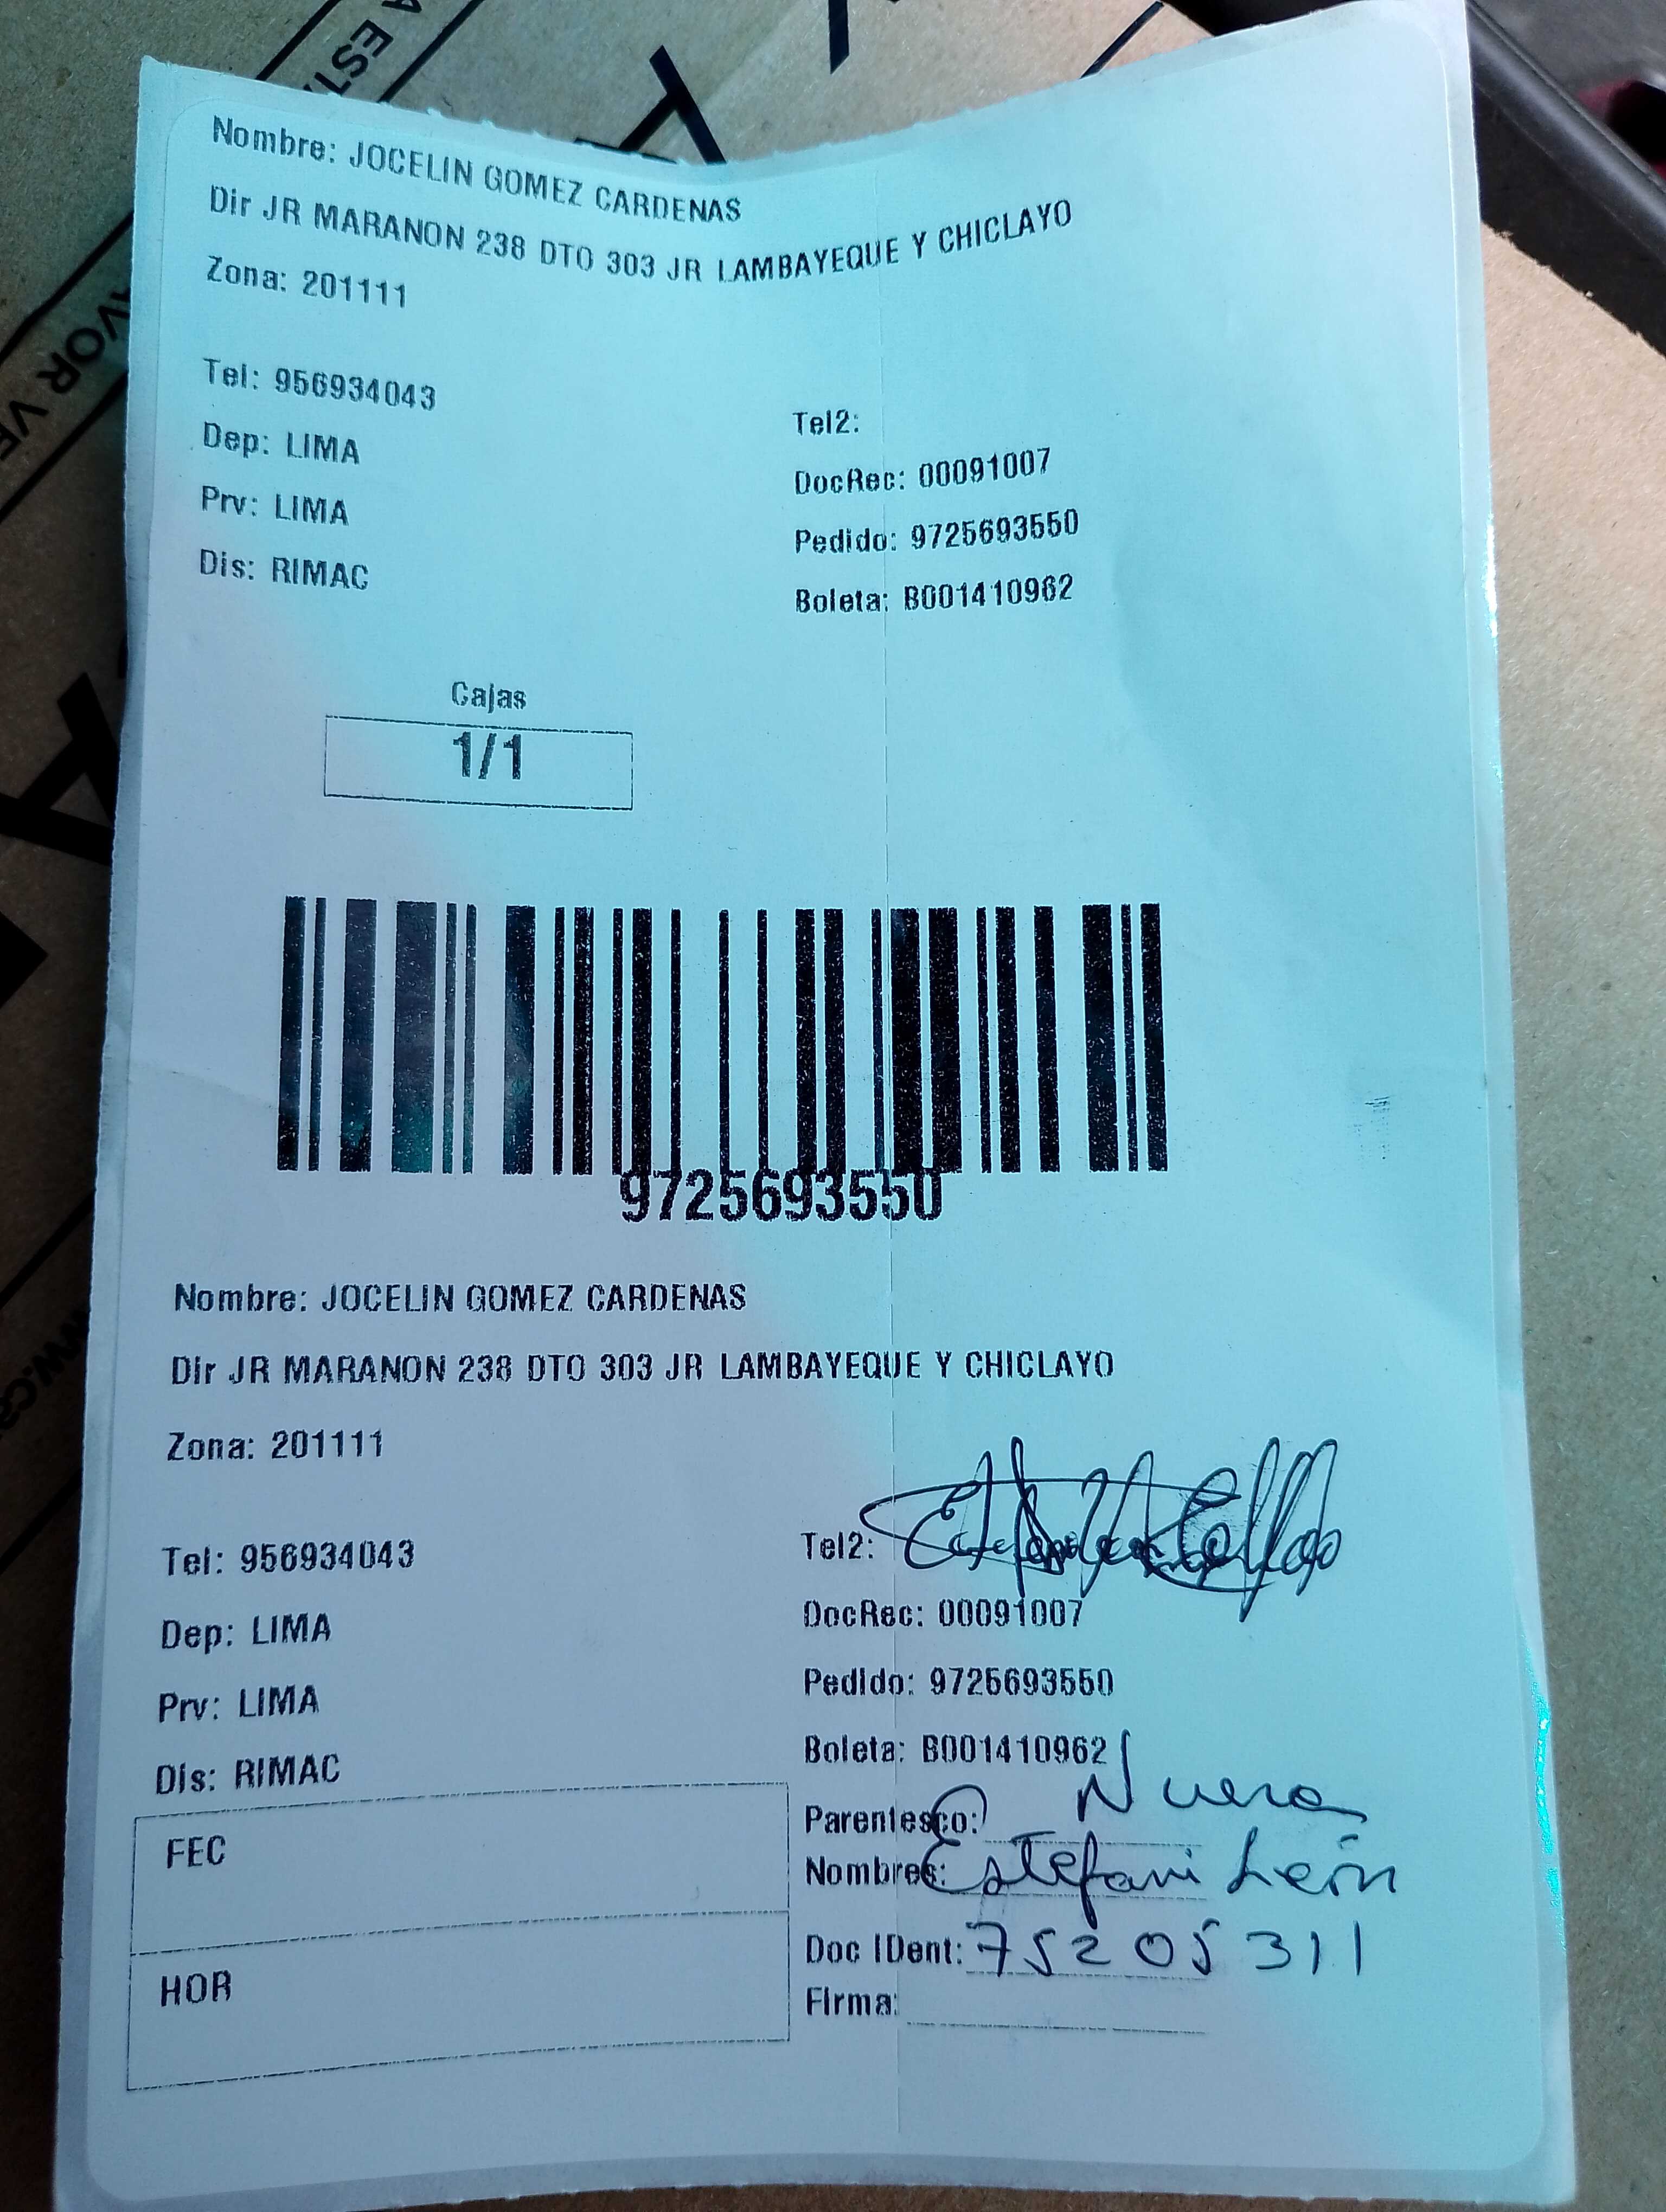 Nombre: JOCELIN GOMEZ CARDENAS
Dir JR MARANON 238 DTO 303 JR LAMBAYEQUE Y CHICLAYO
Zona: 201111
Tel: 956934043
Tel2:
Dep: LIMA
DocRec: 00091007
Prv: LIMA
Pedido: 9725693550
Dis: RIMAC
Boleta: B001410962
Cajas
1/1
9725693550
Nombre: JOCELIN GOMEZ CARDENAS
Dir JR MARANON 238 DTO 303 JR LAMBAYEQUE Y CHICLAYO
Zona: 201111
Tel: 956934043
Tel2:
Dep: LIMA
DocRec: 00091007
Prv: LIMA
Pedido: 9725693550
Dis: RIMAC
Boleta: B001410962
FEC
Parentesco: Nuera
Nombres: Estefani León
HOR
Doc IDent: 75205311
Firma: